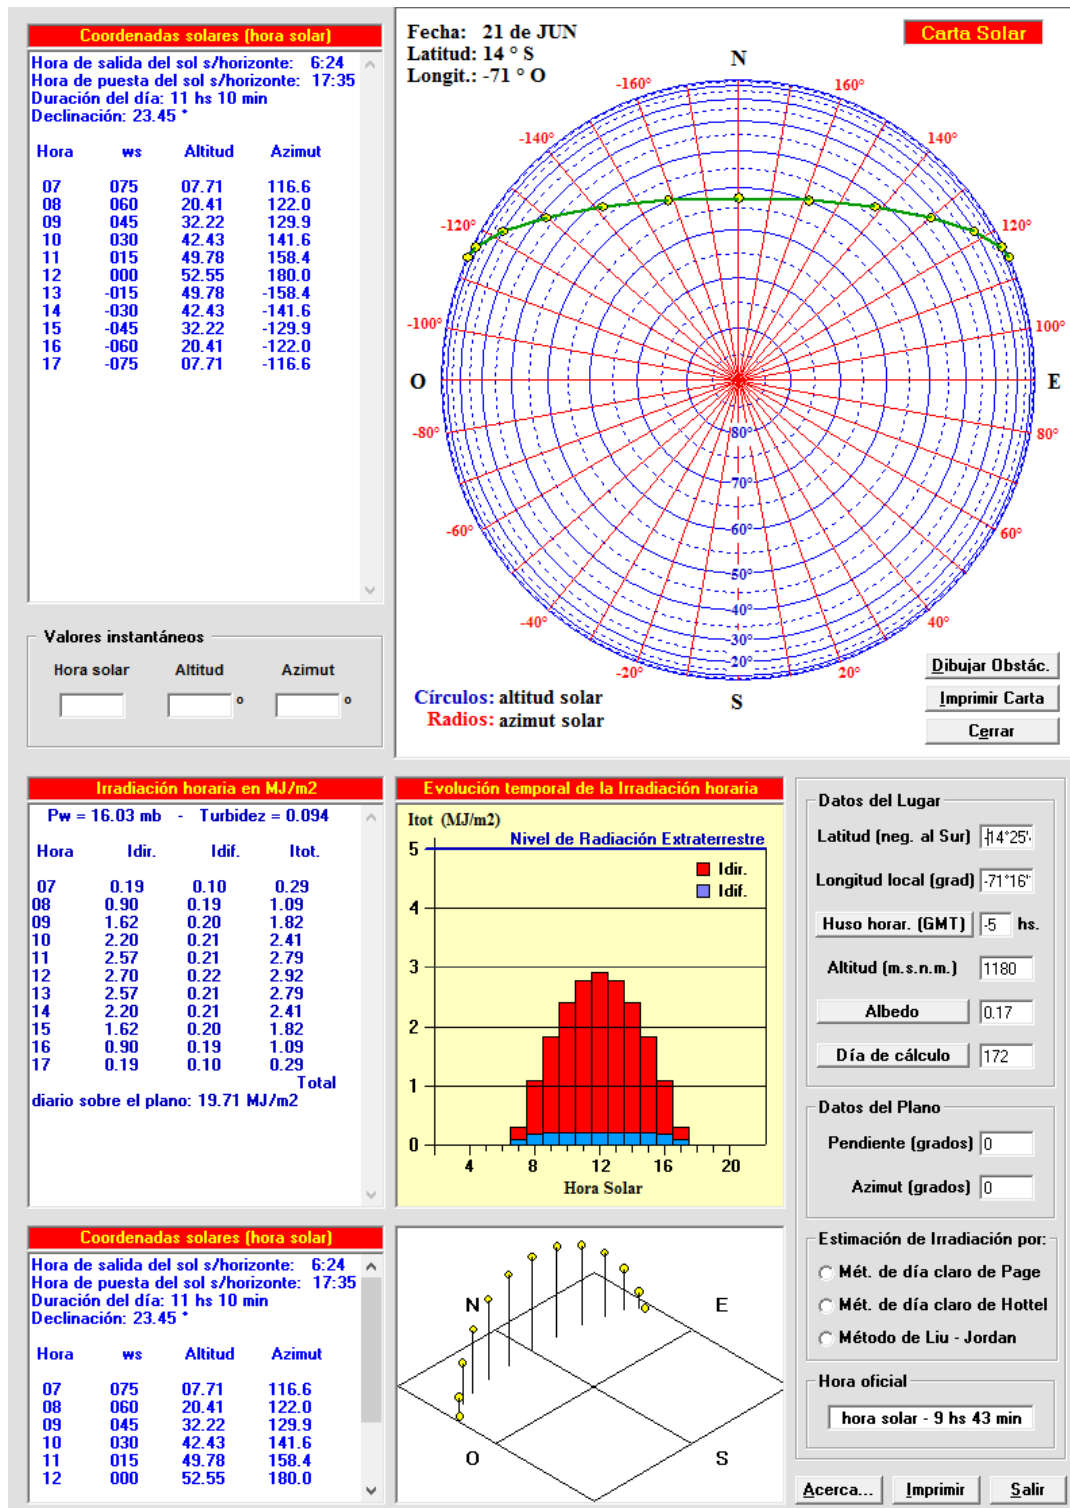 Coordenadas solares (hora solar)
Hora de salida del sol s/horizonte: 6:24
Hora de puesta del sol s/horizonte: 17:35
Duración del día: 11 hs 10 min
Declinación: 23.45 °
Hora ws Altitud Azimut
07 075 07.71 116.6
08 060 20.41 122.0
09 045 32.22 129.9
10 030 42.43 141.6
11 015 49.78 158.4
12 000 52.55 180.0
13 -015 49.78 -158.4
14 -030 42.43 -141.6
15 -045 32.22 -129.9
16 -060 20.41 -122.0
17 -075 07.71 -116.6
Valores instantáneos
Hora solar Altitud Azimut
° °
Fecha: 21 de JUN
Latitud: 14 ° S
Longit.: -71 ° O
Carta Solar
N
-160° 160°
-140° 140°
-120° 120°
-100° 100°
O E
-80° 80°
80°
70°
-60° 60°
60°
50°
40°
-40° 40°
30°
20°
-20° 20°
S
Círculos: altitud solar
Radios: azimut solar
Dibujar Obstác.
Imprimir Carta
Cerrar
Irradiación horaria en MJ/m2
Pw = 16.03 mb - Turbidez = 0.094
Hora Idir. Idif. Itot.
07 0.19 0.10 0.29
08 0.90 0.19 1.09
09 1.62 0.20 1.82
10 2.20 0.21 2.41
11 2.57 0.21 2.79
12 2.70 0.22 2.92
13 2.57 0.21 2.79
14 2.20 0.21 2.41
15 1.62 0.20 1.82
16 0.90 0.19 1.09
17 0.19 0.10 0.29
Total
diario sobre el plano: 19.71 MJ/m2
Evolución temporal de la Irradiación horaria
Itot (MJ/m2)
Nivel de Radiación Extraterrestre
5
Idir.
Idif.
4
3
2
1
0
4 8 12 16 20
Hora Solar
Datos del Lugar
Latitud (neg. al Sur) -14°25'
Longitud local (grad) -71°16'
Huso horar. (GMT) -5 hs.
Altitud (m.s.n.m.) 1180
Albedo 0.17
Día de cálculo 172
Datos del Plano
Pendiente (grados) 0
Azimut (grados) 0
Estimación de Irradiación por:
Mét. de día claro de Page
Mét. de día claro de Hottel
Método de Liu - Jordan
Hora oficial
hora solar - 9 hs 43 min
Acerca... Imprimir Salir
Coordenadas solares (hora solar)
Hora de salida del sol s/horizonte: 6:24
Hora de puesta del sol s/horizonte: 17:35
Duración del día: 11 hs 10 min
Declinación: 23.45 °
Hora ws Altitud Azimut
07 075 07.71 116.6
08 060 20.41 122.0
09 045 32.22 129.9
10 030 42.43 141.6
11 015 49.78 158.4
12 000 52.55 180.0
N E
O S